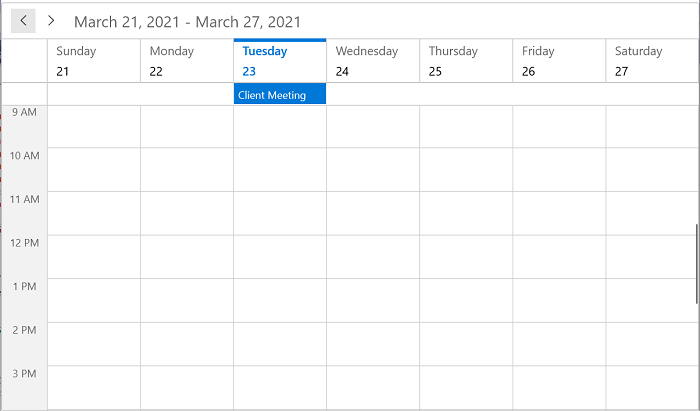 March 21, 2021 - March 27, 2021
Sunday Monday Tuesday Wednesday Thursday Friday Saturday
21 22 23 24 25 26 27
Client Meeting
9 AM
10 AM
11 AM
12 PM
1 PM
2 PM
3 PM